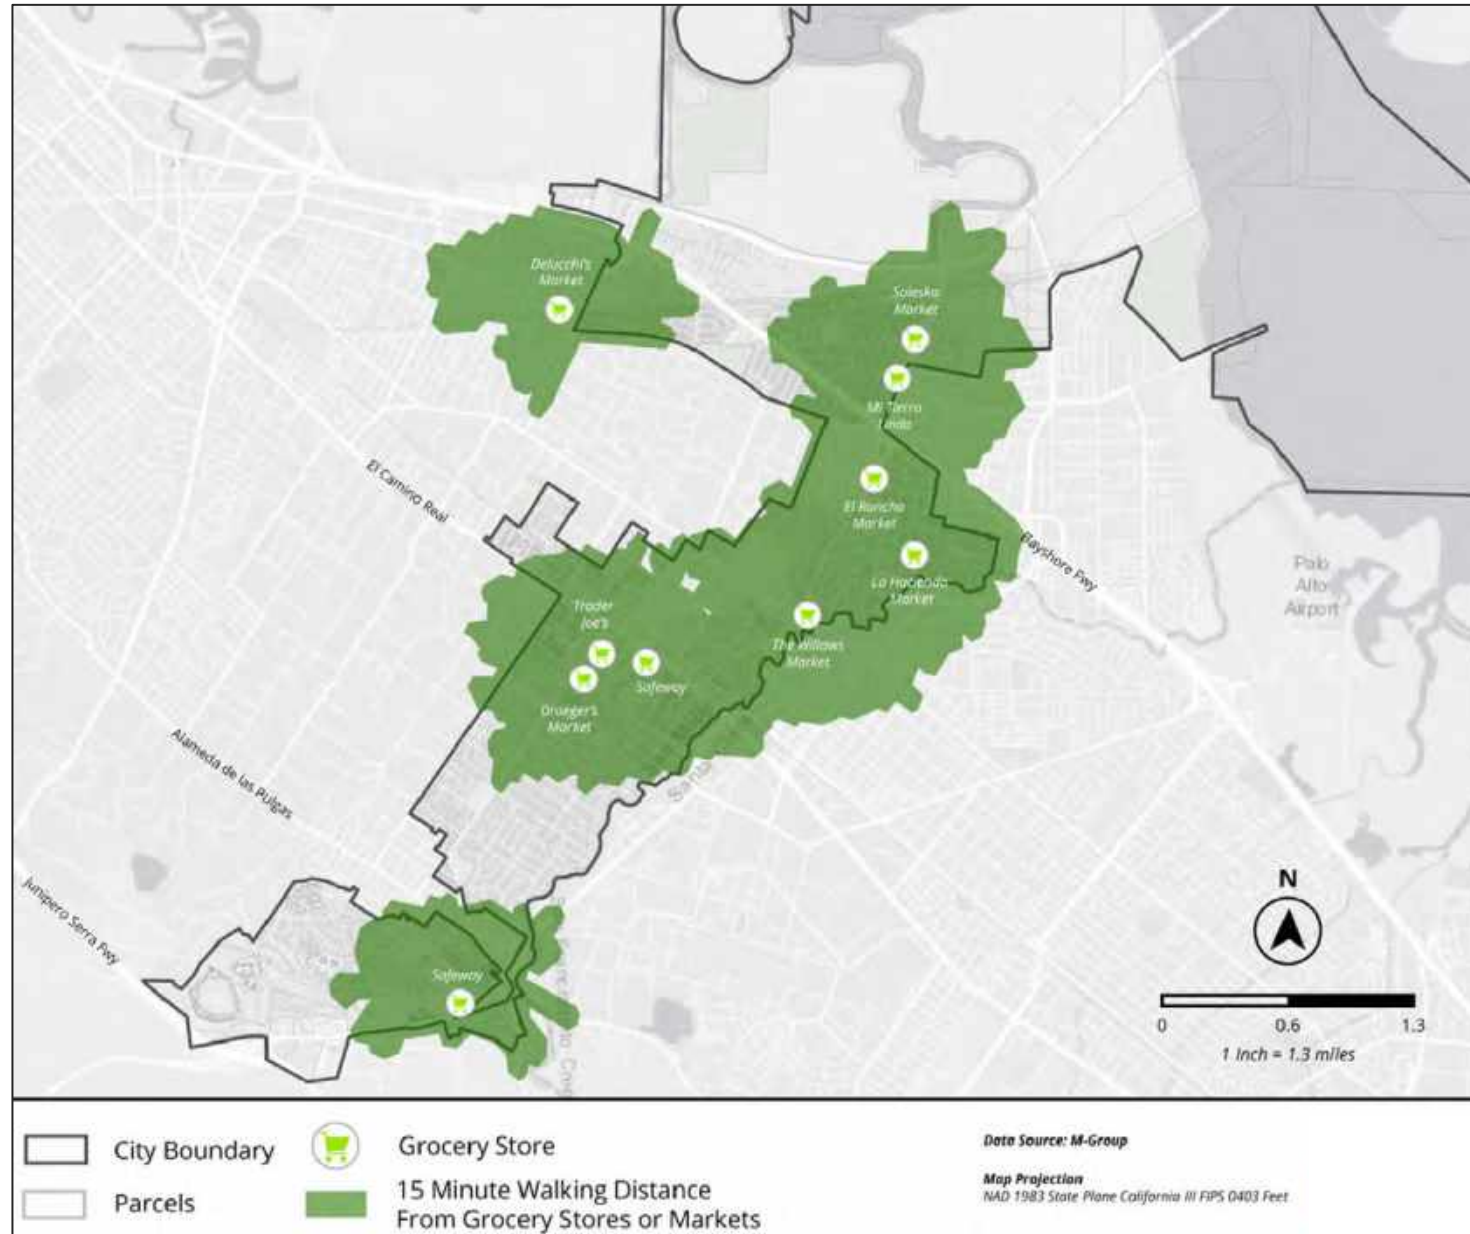 Delucchi's
Market
Soleska
Market
Mi Tierra
Linda
El Rancho
Market
La Hacienda
Market
The Willows
Market
Trader
Joe's
Safeway
Draeger's
Market
Safeway
El Camino Real
Alameda de las Pulgas
Junipero Serra Fwy
Bayshore Fwy
Palo
Alto
Airport
N
0 0.6 1.3
1 Inch = 1.3 miles
City Boundary
Parcels
Grocery Store
15 Minute Walking Distance
From Grocery Stores or Markets
Data Source: M-Group
Map Projection
NAD 1983 State Plane California III FIPS 0403 Feet